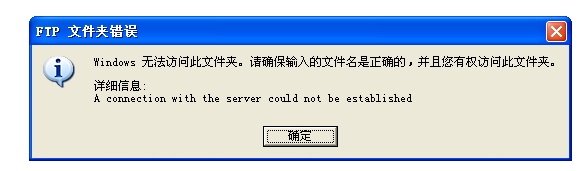 FTP 文件夹错误
Windows 无法访问此文件夹。请确保输入的文件名是正确的，并且您有权访问此文件夹。
详细信息:
A connection with the server could not be established
确定